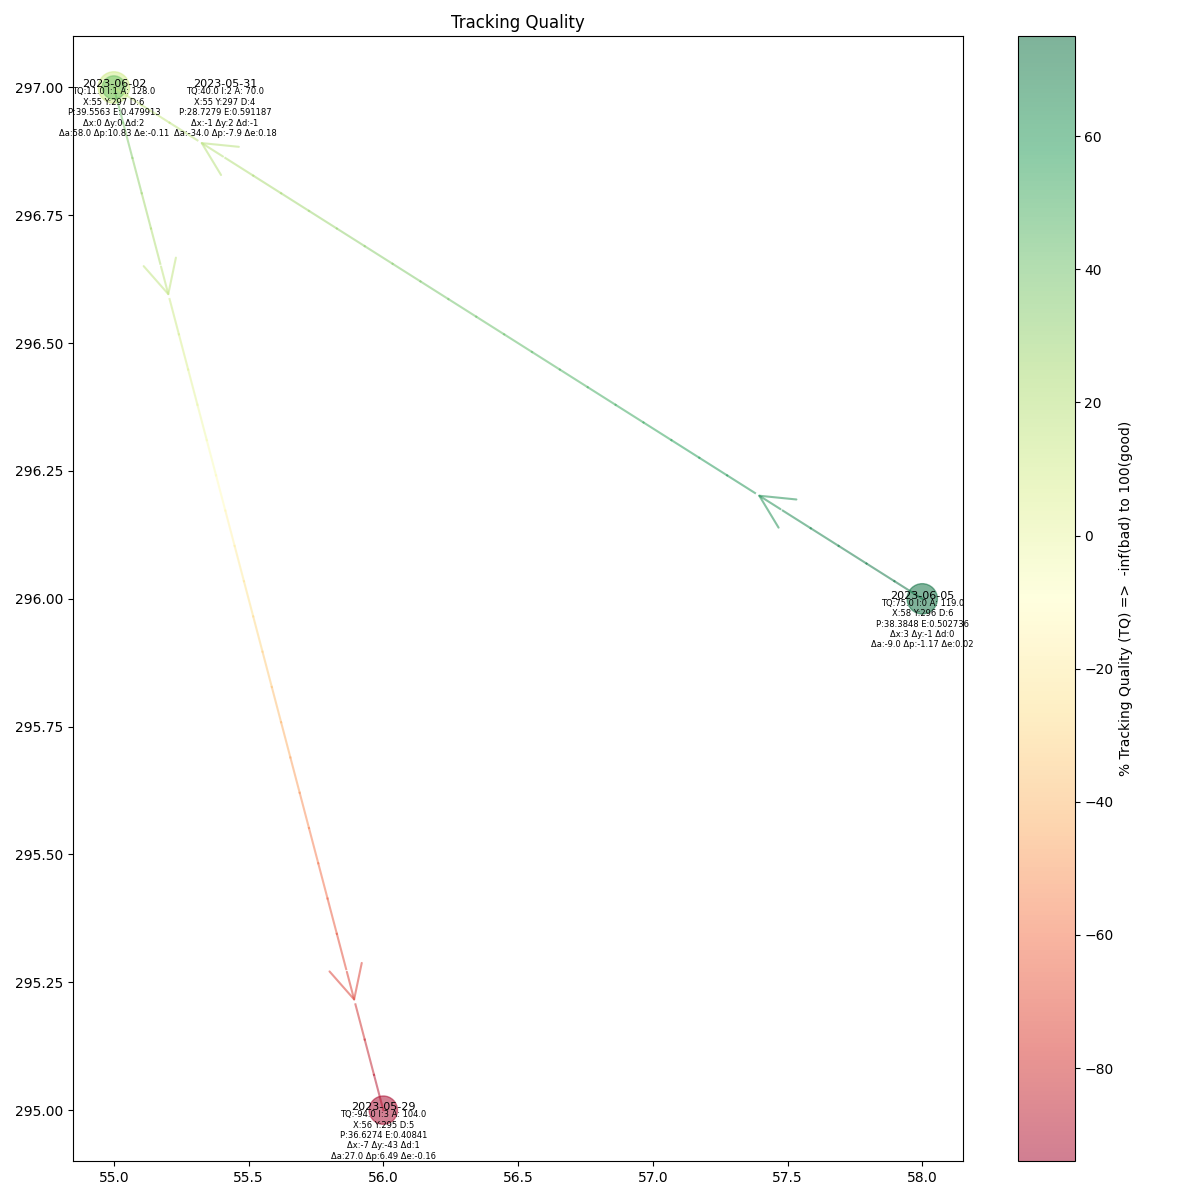 Tracking Quality
297.00
296.75
296.50
296.25
296.00
295.75
295.50
295.25
295.00
2023-06-02
TQ:11.0 I:1 A: 128.0
X:55 Y:297 D:6
P:39.5563 E:0.479913
Δx:0 Δy:0 Δd:2
Δa:58.0 Δp:10.83 Δe:-0.11
2023-05-31
TQ:40.0 I:2 A: 70.0
X:55 Y:297 D:4
P:28.7279 E:0.591187
Δx:-1 Δy:2 Δd:-1
Δa:-34.0 Δp:-7.9 Δe:0.18
2023-06-05
TQ:75.0 I:0 A: 119.0
X:58 Y:296 D:6
P:38.3848 E:0.502736
Δx:3 Δy:-1 Δd:0
Δa:-9.0 Δp:-1.17 Δe:0.02
2023-05-29
TQ:-94.0 I:3 A: 104.0
X:56 Y:295 D:5
P:36.6274 E:0.40841
Δx:-7 Δy:-43 Δd:1
Δa:27.0 Δp:6.49 Δe:-0.16
55.0 55.5 56.0 56.5 57.0 57.5 58.0
60
40
20
0
−20
−40
−60
−80
% Tracking Quality (TQ) => -inf(bad) to 100(good)